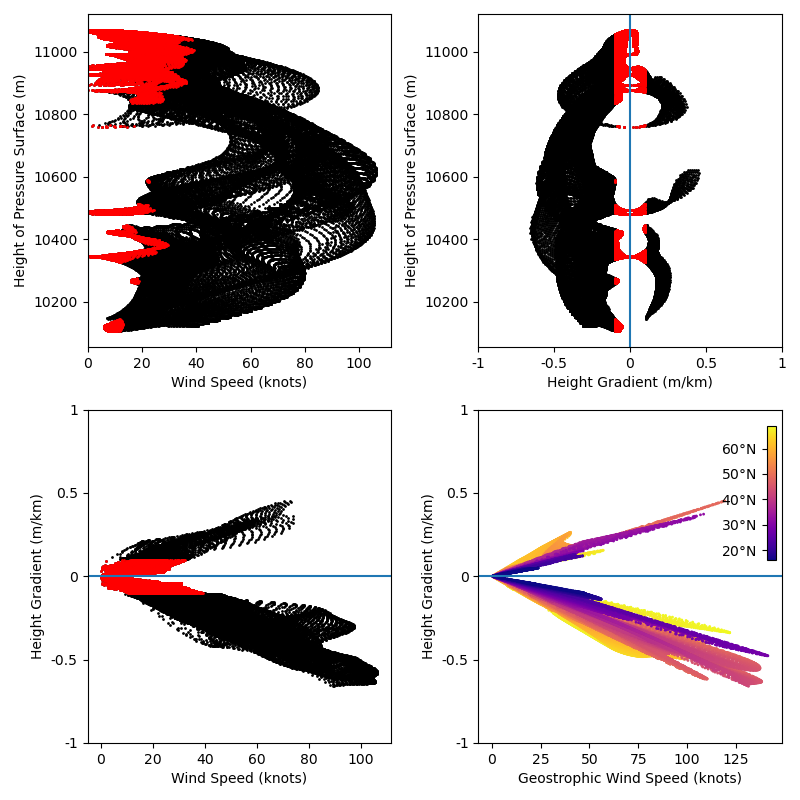 11000
10800
10600
10400
10200
Height of Pressure Surface (m)
0 20 40 60 80 100
Wind Speed (knots)
11000
10800
10600
10400
10200
Height of Pressure Surface (m)
-1 -0.5 0 0.5 1
Height Gradient (m/km)
1
0.5
0
-0.5
-1
Height Gradient (m/km)
0 20 40 60 80 100
Wind Speed (knots)
1
0.5
0
-0.5
-1
Height Gradient (m/km)
60°N
50°N
40°N
30°N
20°N
0 25 50 75 100 125
Geostrophic Wind Speed (knots)